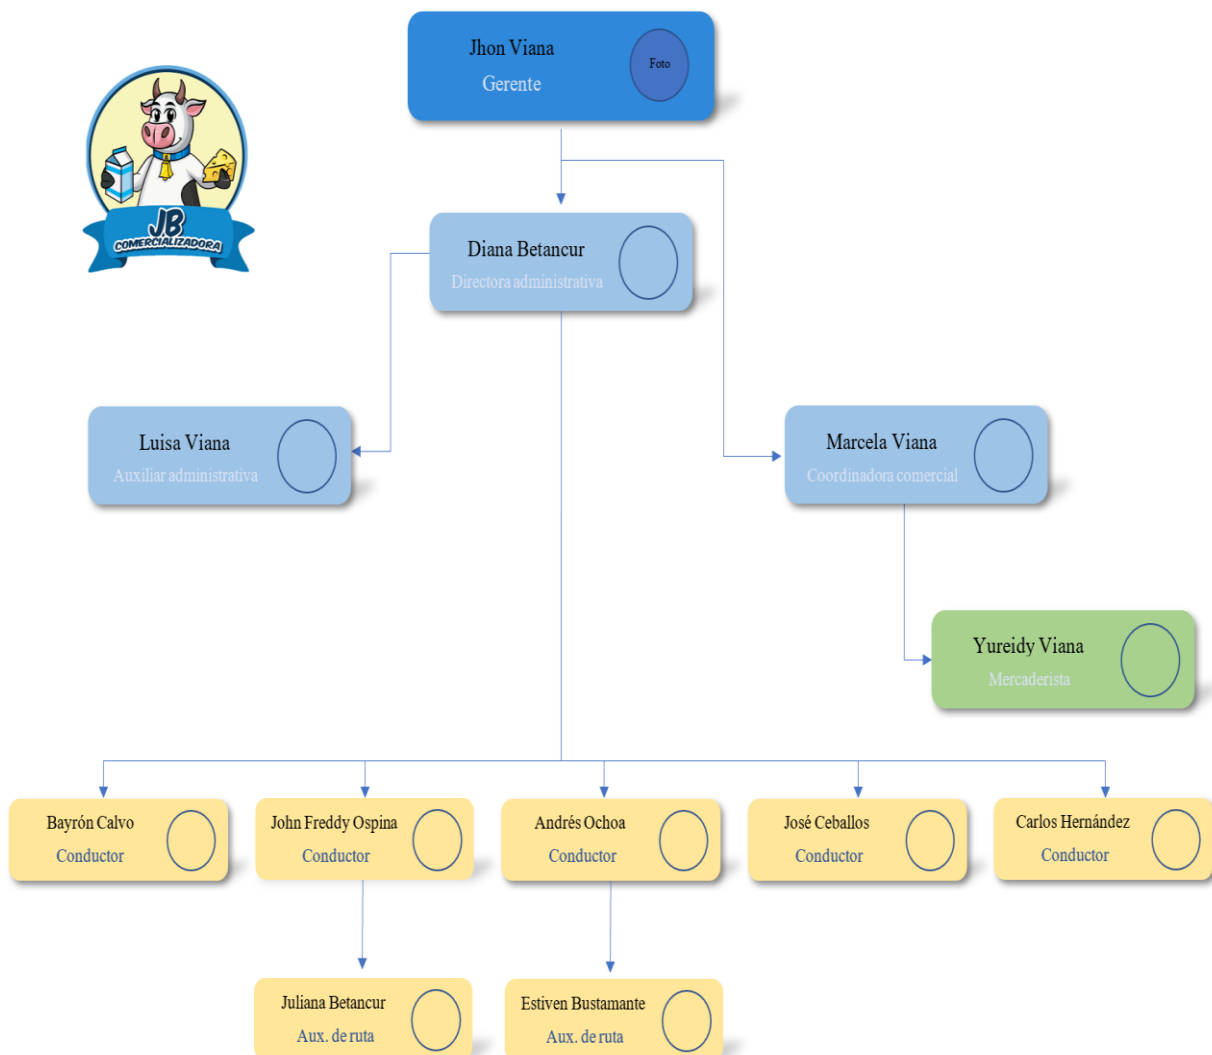 Jhon Viana
Gerente
Foto
JB
COMERCIALIZADORA
Diana Betancur
Directora administrativa
Luisa Viana
Auxiliar administrativa
Marcela Viana
Coordinadora comercial
Yureidy Viana
Mercaderista
Bayrón Calvo
Conductor
John Freddy Ospina
Conductor
Andrés Ochoa
Conductor
José Ceballos
Conductor
Carlos Hernández
Conductor
Juliana Betancur
Aux. de ruta
Estiven Bustamante
Aux. de ruta